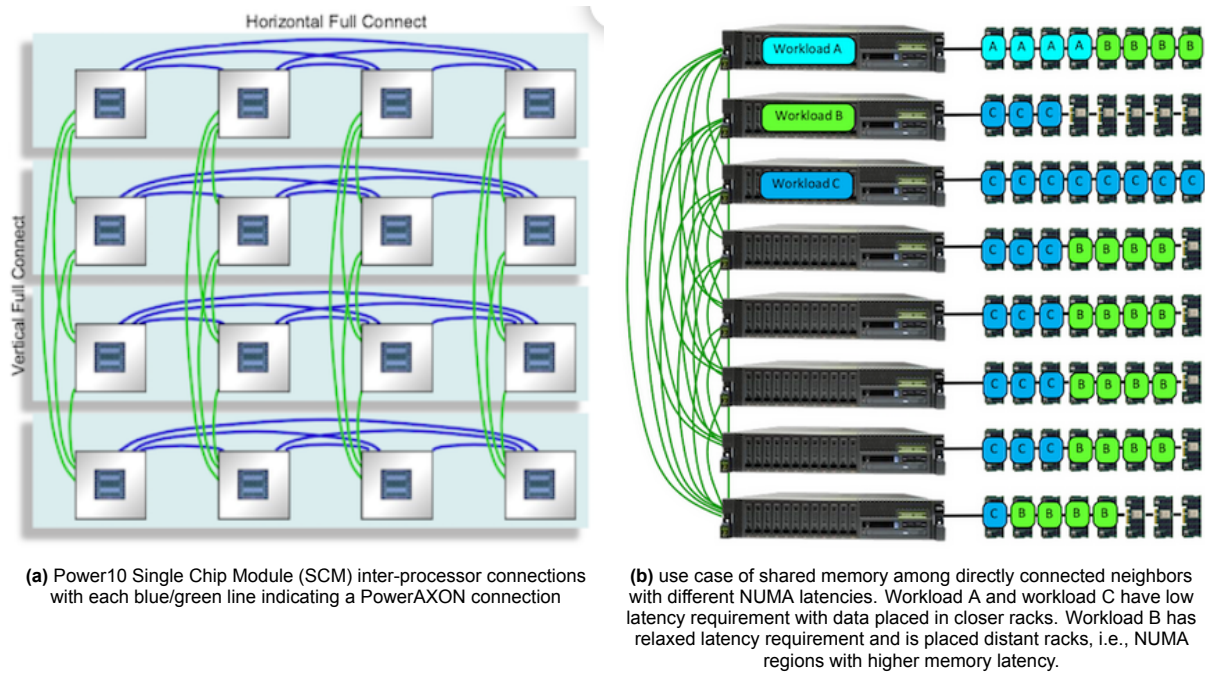 Horizontal Full Connect
Vertical Full Connect
(a) Power10 Single Chip Module (SCM) inter-processor connections
with each blue/green line indicating a PowerAXON connection
Workload A
A A A A B B B B
Workload B
C C C
Workload C
C C C C C C C C
C C C B B B B
C C C B B B B
C C C B B B B
C C C B B B B
C B B B B
(b) use case of shared memory among directly connected neighbors
with different NUMA latencies. Workload A and workload C have low
latency requirement with data placed in closer racks. Workload B has
relaxed latency requirement and is placed distant racks, i.e., NUMA
regions with higher memory latency.